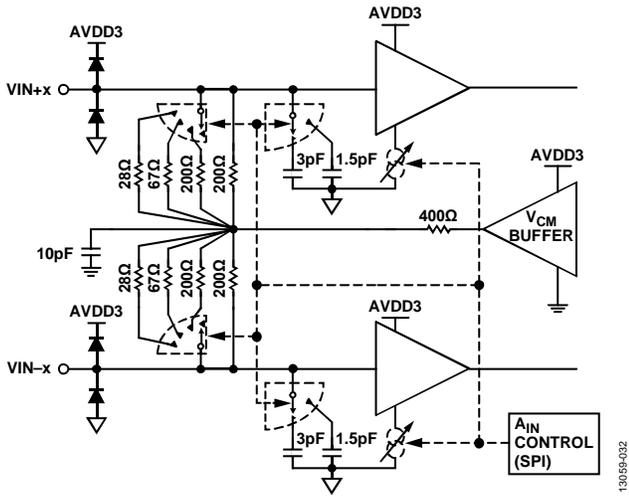 AVDD3
AVDD3
VIN+x
3pF
1.5pF
28Ω
67Ω
200Ω
200Ω
AVDD3
400Ω
VCM
BUFFER
10pF
28Ω
67Ω
200Ω
200Ω
AVDD3
AVDD3
VIN–x
3pF
1.5pF
AIN
CONTROL
(SPI)
13059-032